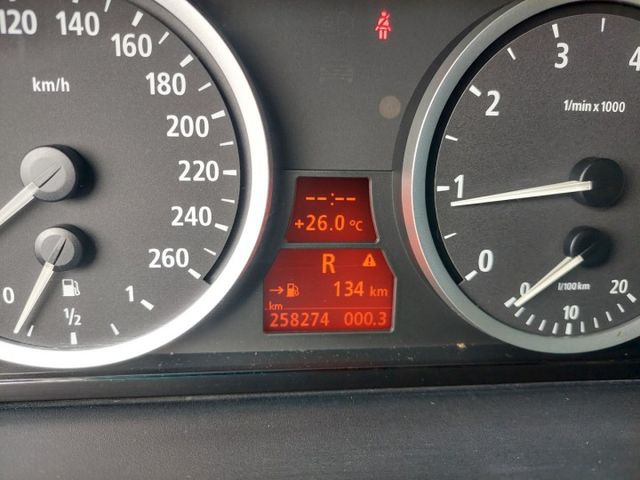 120 140 160 180 200 220 240 260
km/h
0 1/2 1
--:--
+26.0 °C
R
→ 134 km
km
258274 000.3
0 1 2 3 4
1/min x 1000
0 10 20
l/100km